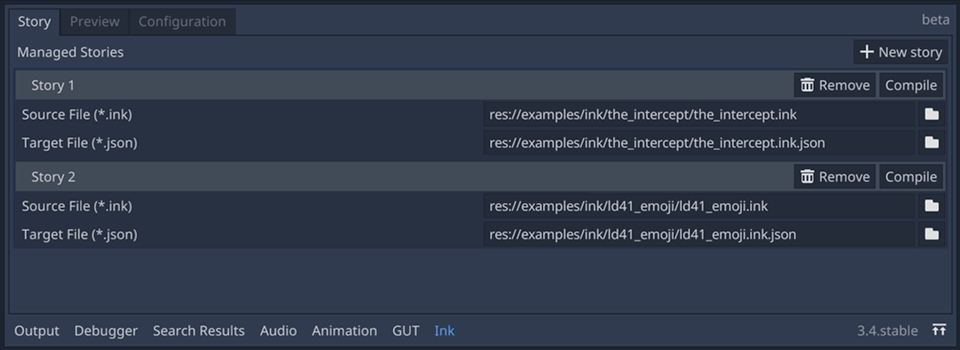 Story Preview Configuration beta
Managed Stories New story
Story 1 Remove Compile
Source File (*.ink) res://examples/ink/the_intercept/the_intercept.ink
Target File (*.json) res://examples/ink/the_intercept/the_intercept.ink.json
Story 2 Remove Compile
Source File (*.ink) res://examples/ink/ld41_emoji/ld41_emoji.ink
Target File (*.json) res://examples/ink/ld41_emoji/ld41_emoji.ink.json
Output Debugger Search Results Audio Animation GUT Ink 3.4.stable